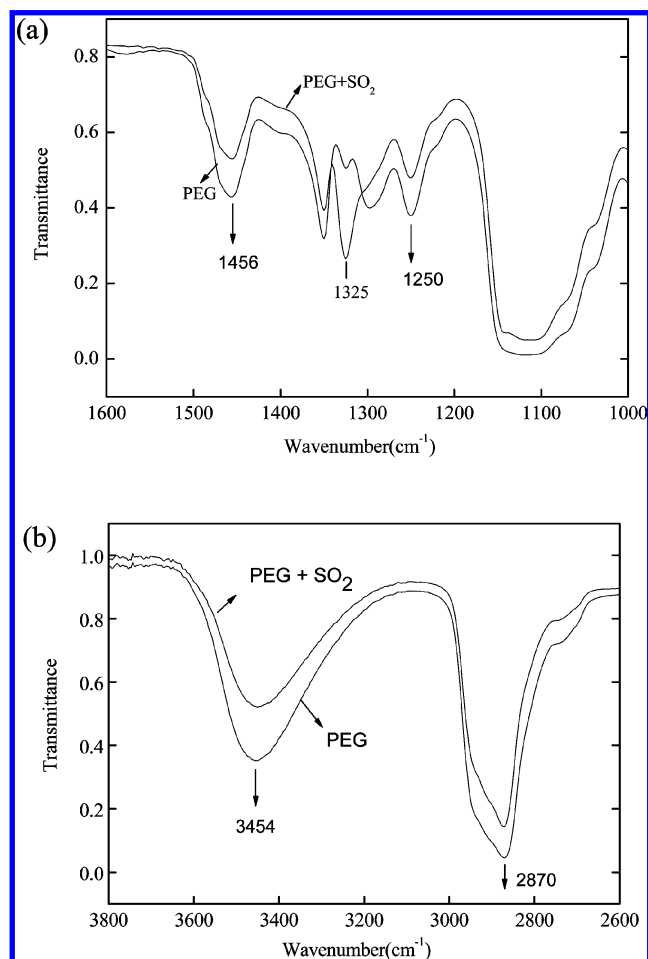 (a)
0.8
0.6
0.4
0.2
0.0
Transmittance
PEG+SO₂
PEG
1456
1325
1250
1600 1500 1400 1300 1200 1100 1000
Wavenumber(cm⁻¹)
(b)
1.0
0.8
0.6
0.4
0.2
0.0
Transmittance
PEG + SO₂
PEG
3454
2870
3800 3600 3400 3200 3000 2800 2600
Wavenumber(cm⁻¹)